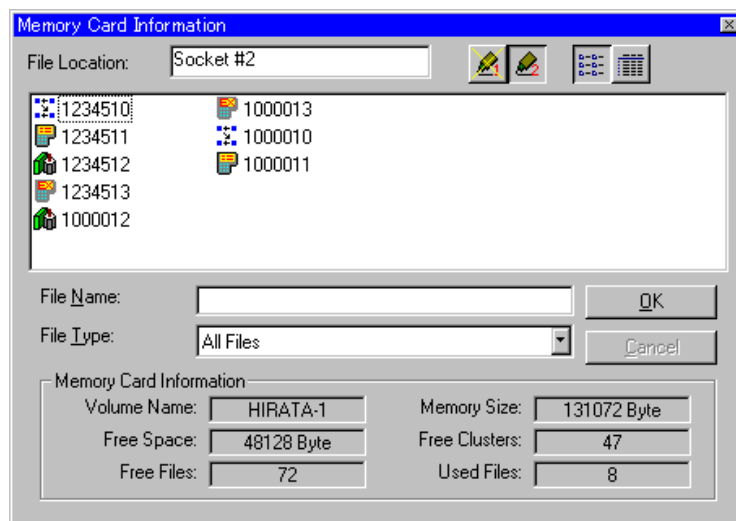 Memory Card Information
File Location: Socket #2
1 2
1234510 1000013
1234511 1000010
1234512 1000011
1234513
1000012
File Name: OK
File Type: All Files Cancel
Memory Card Information
Volume Name: HIRATA-1 Memory Size: 131072 Byte
Free Space: 48128 Byte Free Clusters: 47
Free Files: 72 Used Files: 8